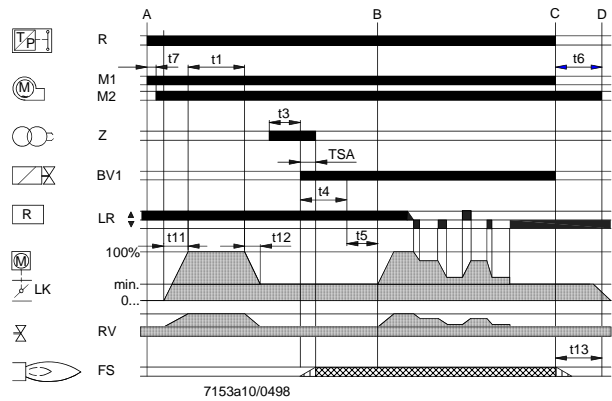 A B C D
T P R
t7 t1 t6
M M1
M2
t3
Z
TSA
BV1
t4
R LR
t11 t12 t5
100%
M
min.
LK
0...
RV
t13
FS
7153a10/0498